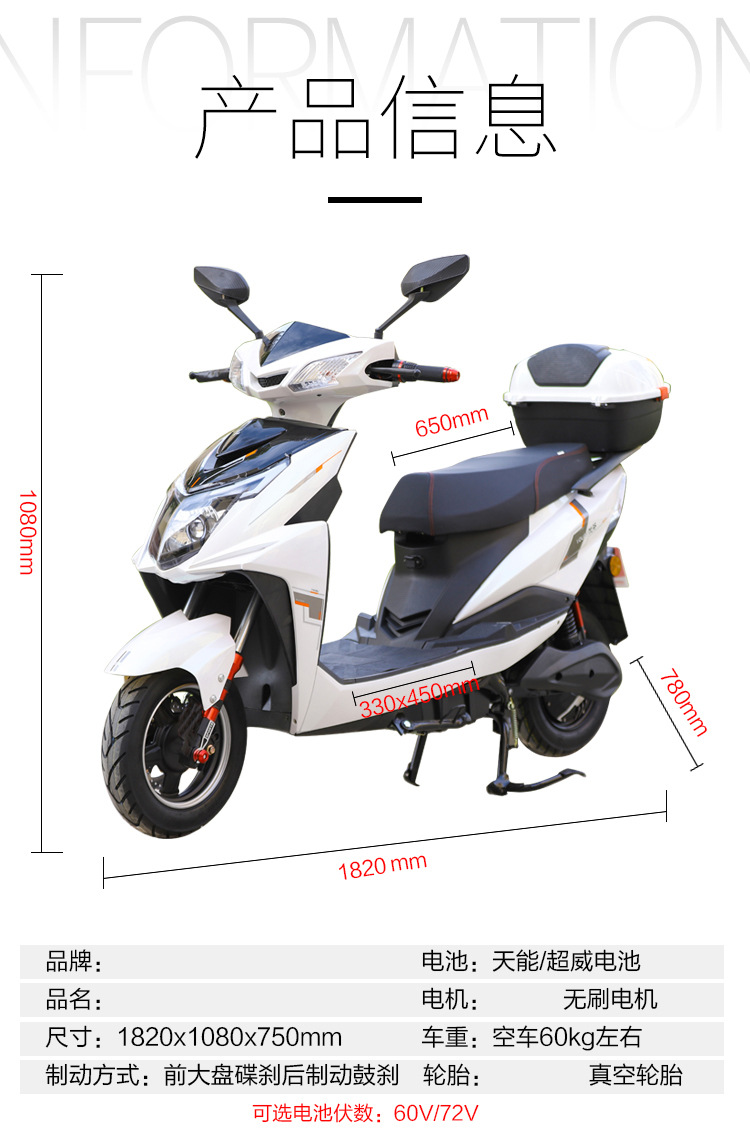 INFORMATION
产品信息
650mm
1080mm
330x450mm
780mm
1820mm
品牌： 电池：天能/超威电池
品名： 电机： 无刷电机
尺寸：1820x1080x750mm 车重：空车60kg左右
制动方式：前大盘碟刹后制动鼓刹 轮胎： 真空轮胎
可选电池伏数：60V/72V